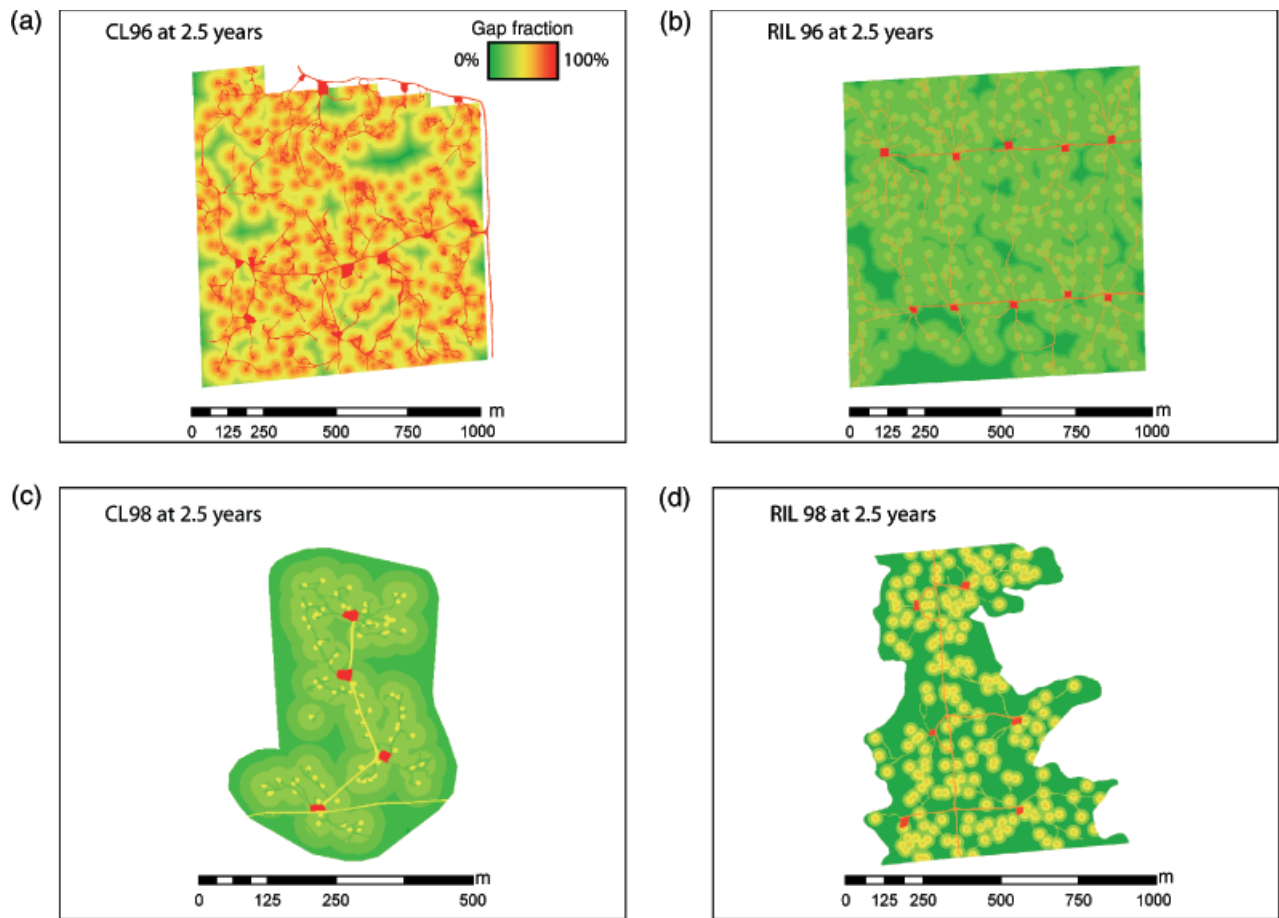 (a)
CL96 at 2.5 years
Gap fraction
0% 100%
m
0 125 250 500 750 1000
(b)
RIL 96 at 2.5 years
m
0 125 250 500 750 1000
(c)
CL98 at 2.5 years
m
0 125 250 500
(d)
RIL 98 at 2.5 years
m
0 125 250 500 750 1000